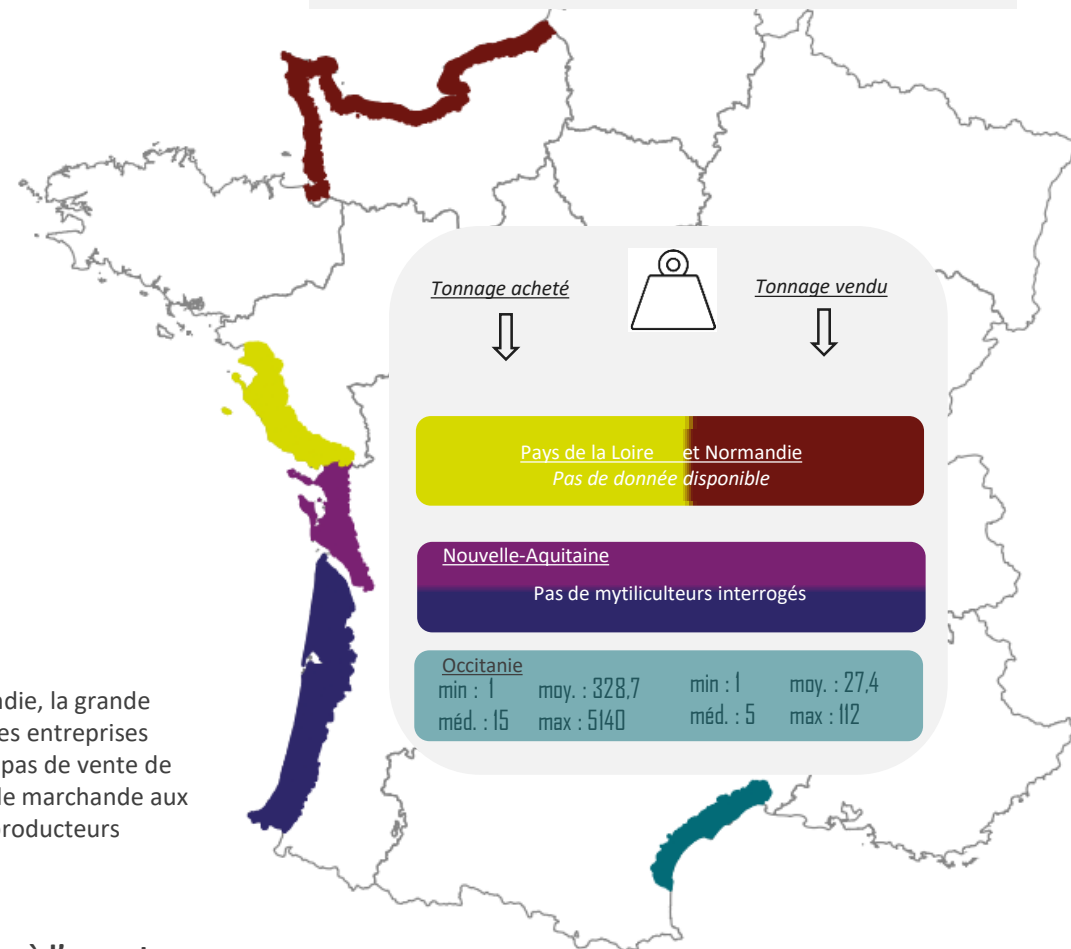 Tonnage acheté
Tonnage vendu
Pays de la Loire et Normandie
Pas de donnée disponible
Nouvelle-Aquitaine
Pas de mytiliculteurs interrogés
Occitanie
min : 1 moy. : 328,7 min : 1 moy. : 27,4
méd. : 15 max : 5140 méd. : 5 max : 112
ndie, la grande
es entreprises
pas de vente de
le marchande aux
producteurs